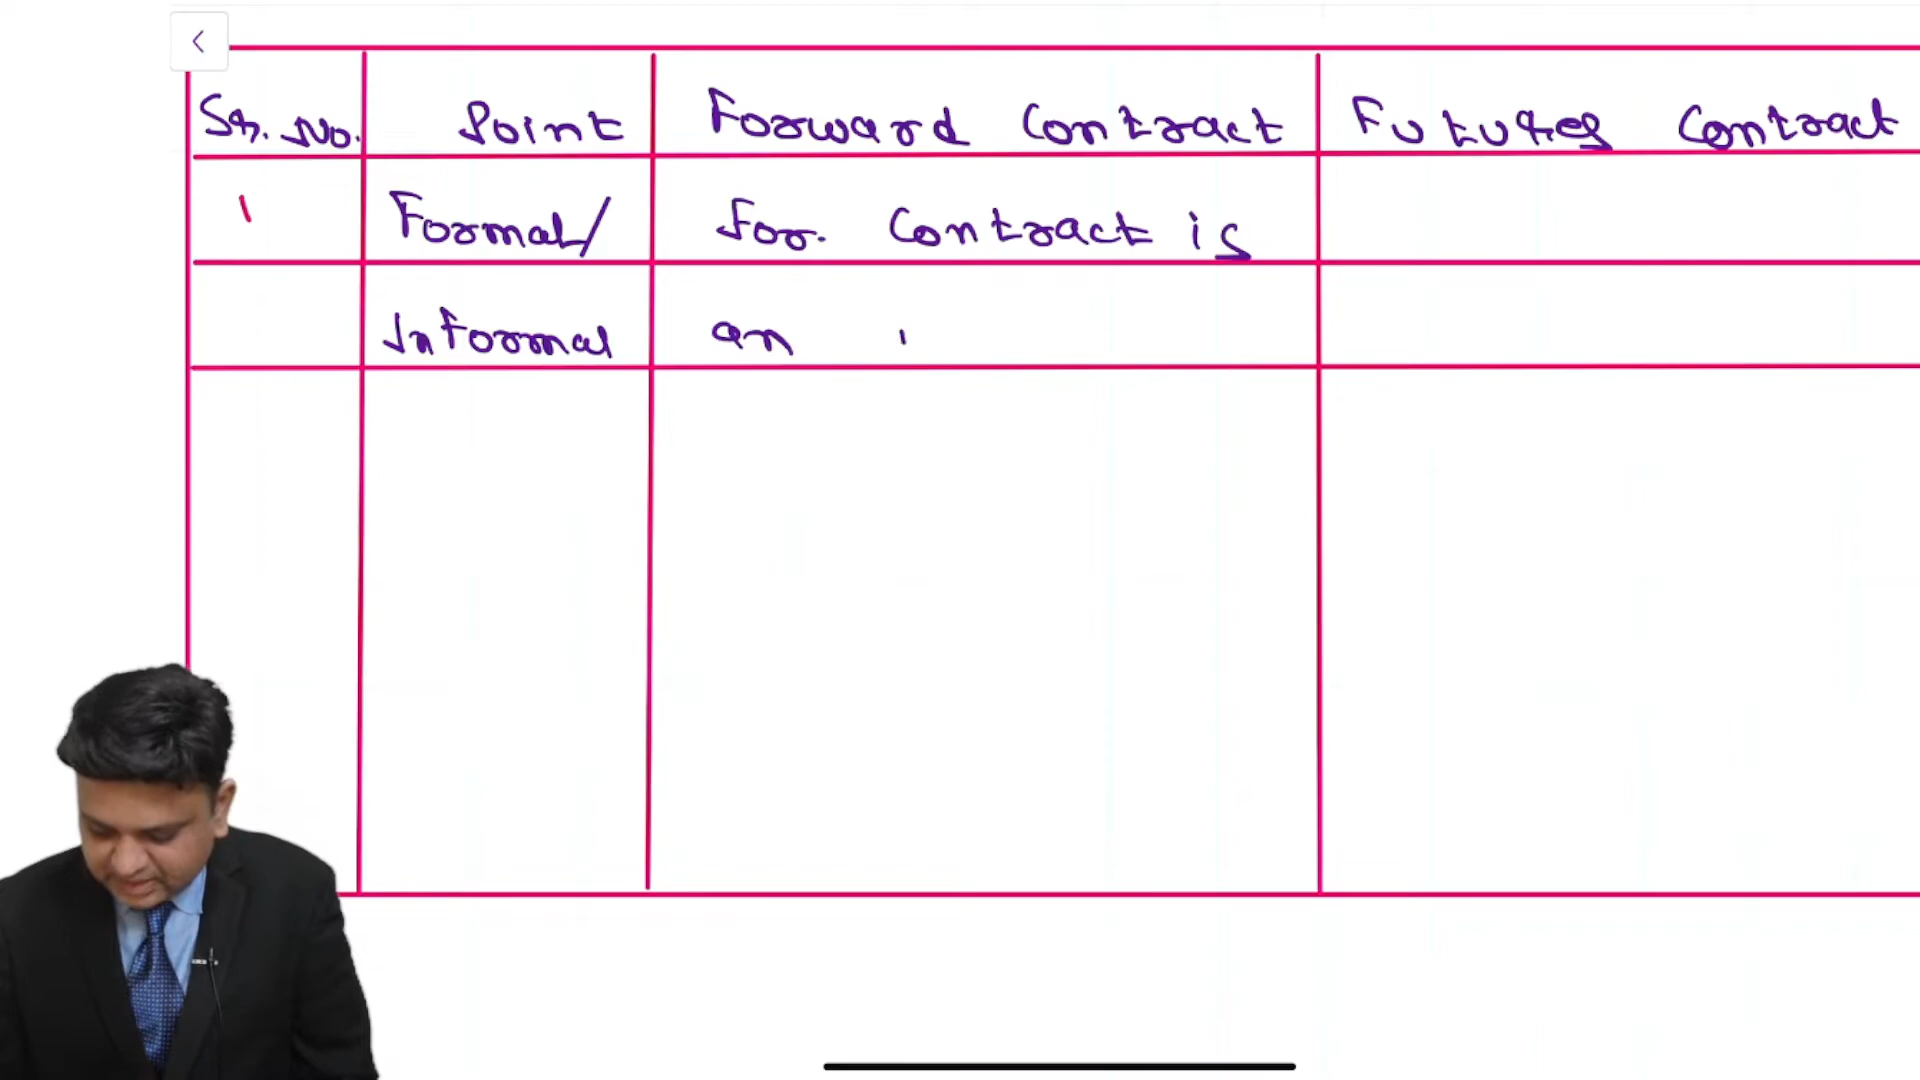 Sr. No. Point Forward Contract Futures Contract
1 Formal/ For. Contract is
Informal an